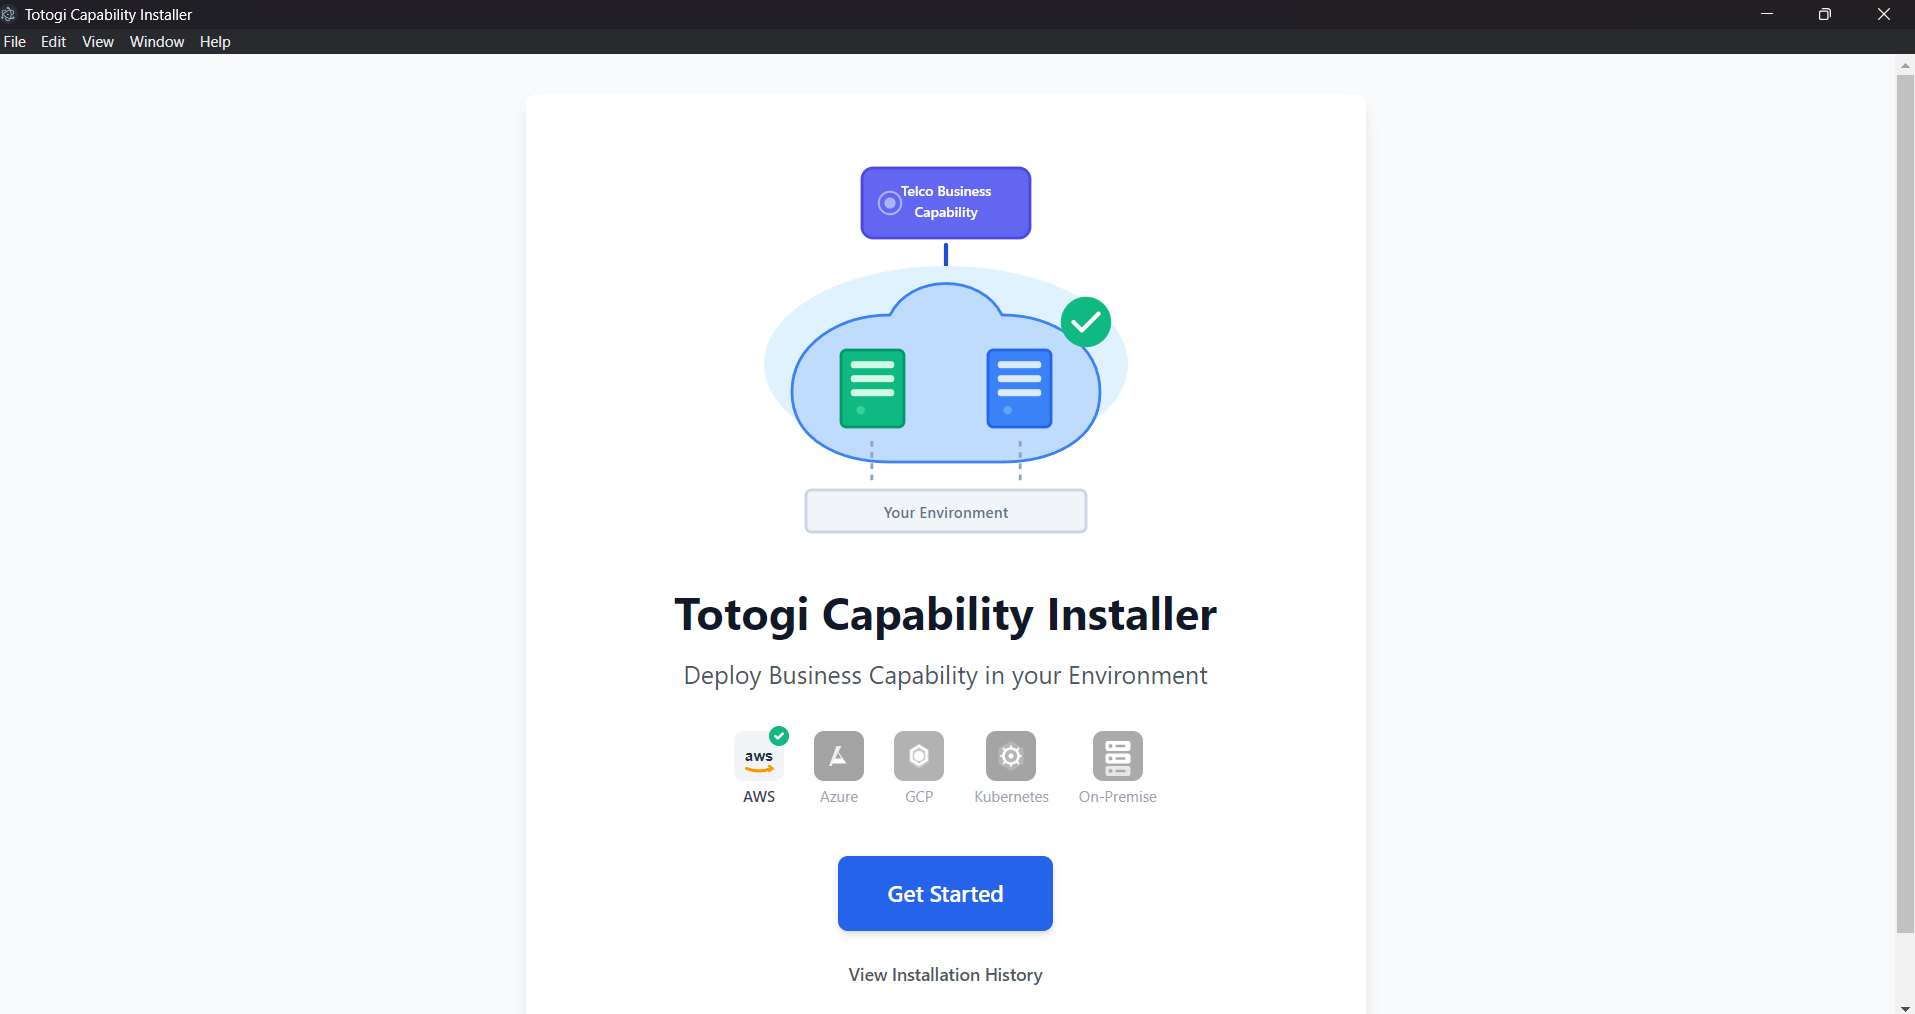 Totogi Capability Installer
File Edit View Window Help
Telco Business
Capability
Your Environment
Totogi Capability Installer
Deploy Business Capability in your Environment
aws
AWS Azure GCP Kubernetes On-Premise
Get Started
View Installation History